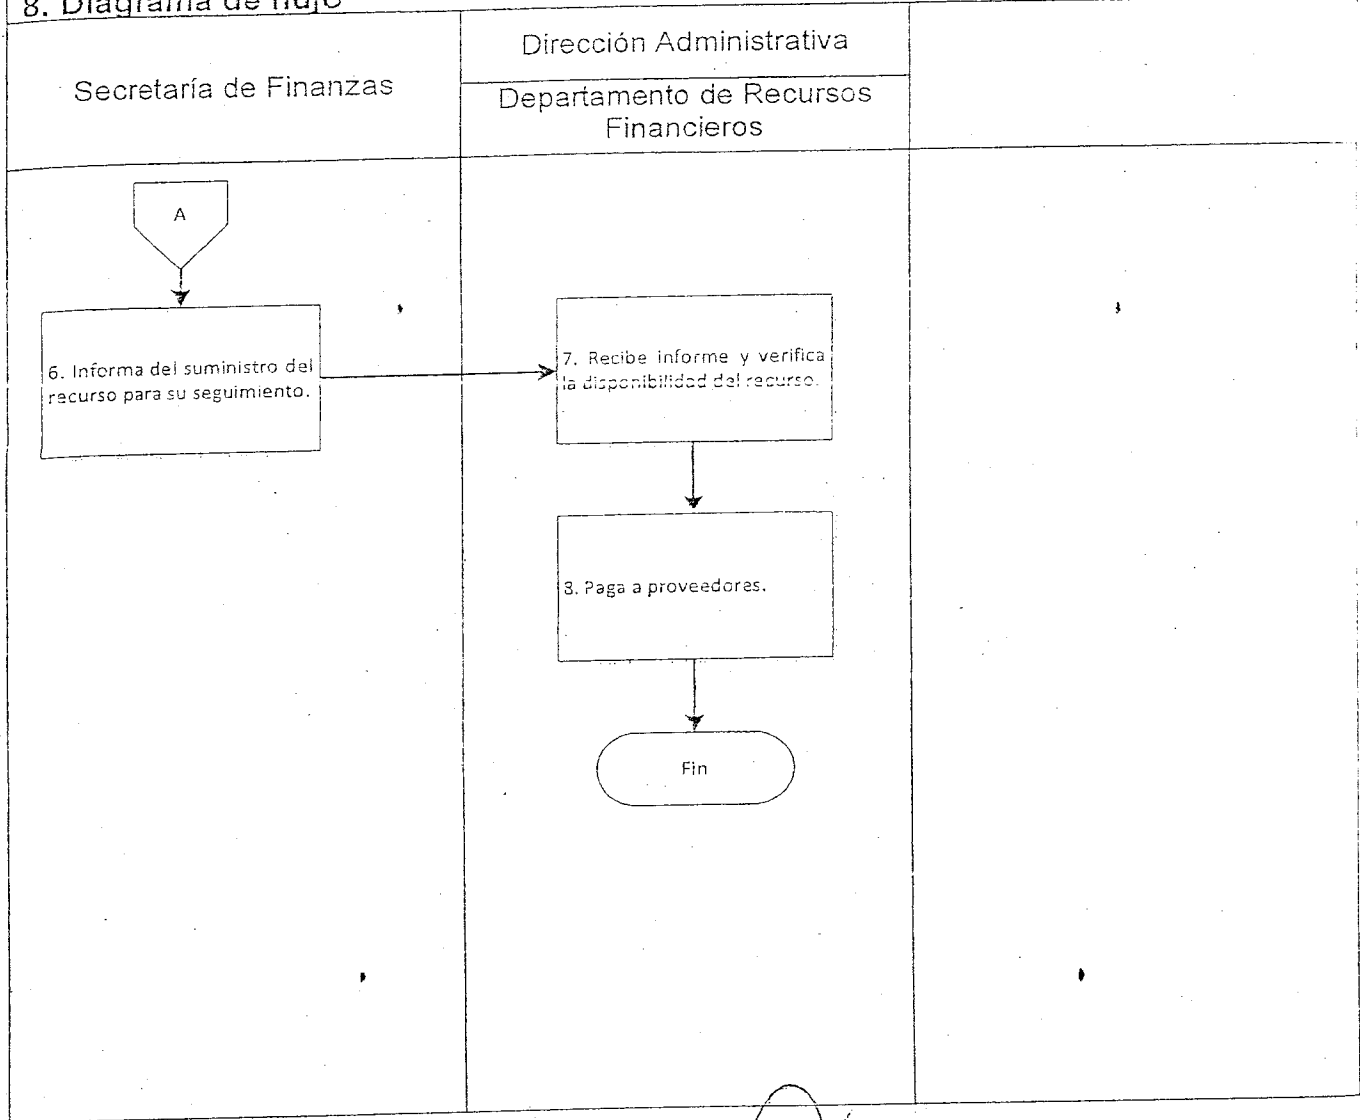 8. Diagrama de flujo
Secretaría de Finanzas
Dirección Administrativa
Departamento de Recursos
Financieros
A
6. Informa del suministro del
recurso para su seguimiento.
7. Recibe informe y verifica
la disponibilidad del recurso.
8. Paga a proveedores.
Fin